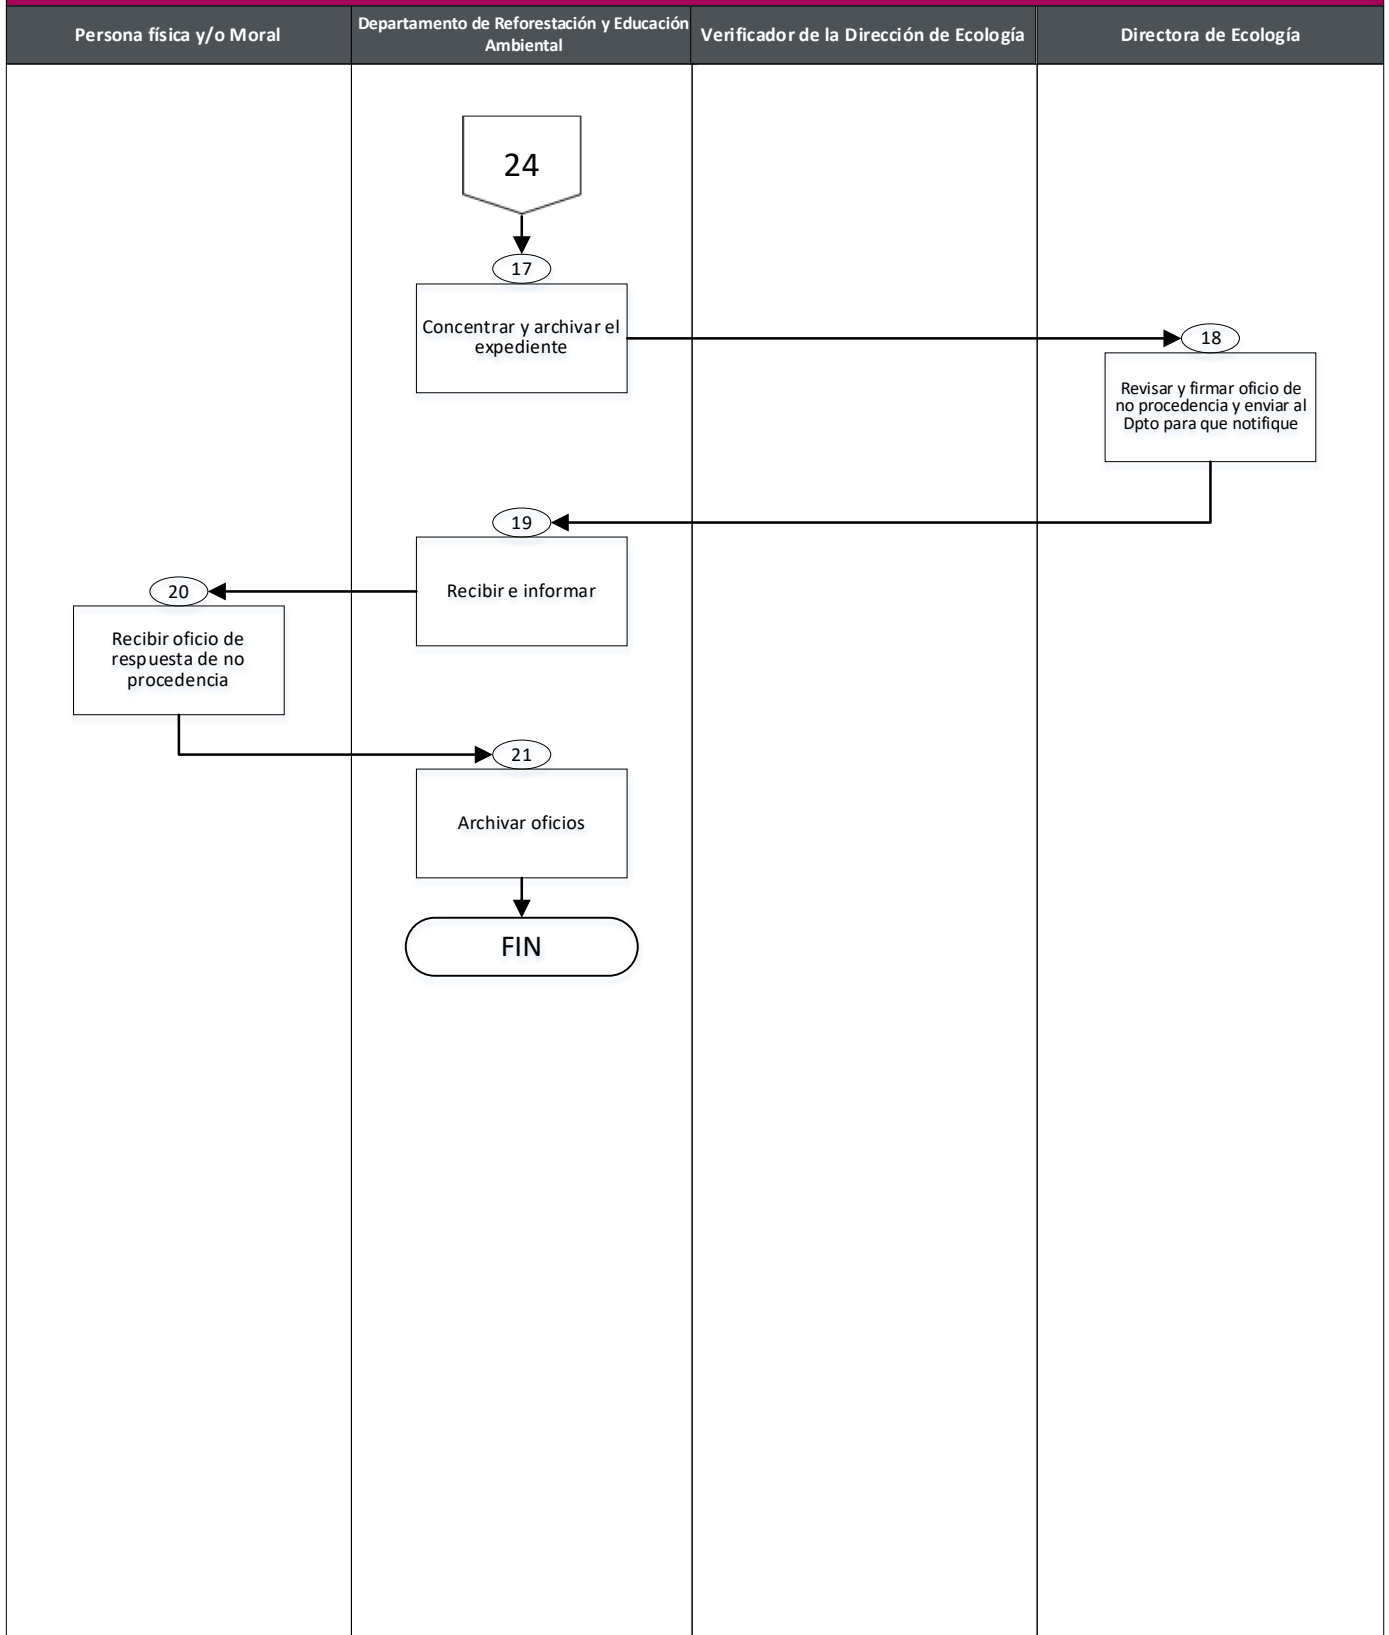 Persona física y/o Moral
Departamento de Reforestación y Educación
Ambiental
Verificador de la Dirección de Ecología
Directora de Ecología
24
17
Concentrar y archivar el
expediente
18
Revisar y firmar oficio de
no procedencia y enviar al
Dpto para que notifique
19
Recibir e informar
20
Recibir oficio de
respuesta de no
procedencia
21
Archivar oficios
FIN